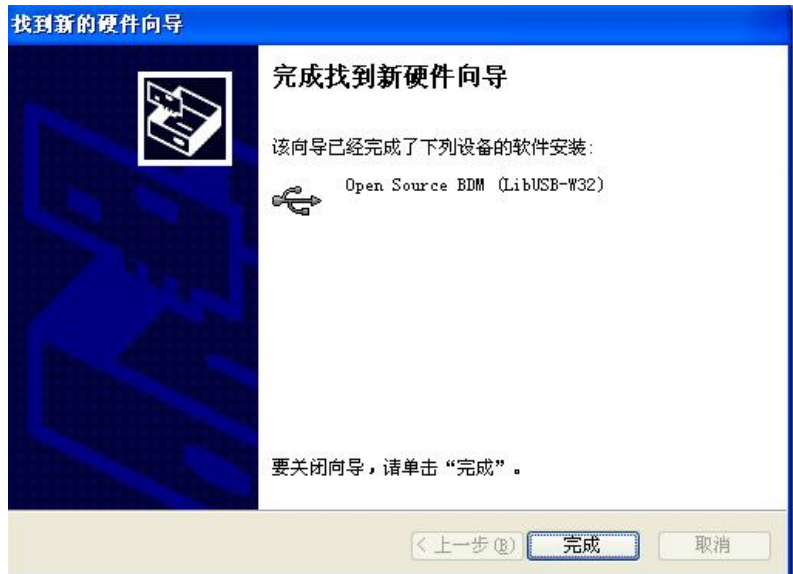 找到新的硬件向导
完成找到新硬件向导
该向导已经完成了下列设备的软件安装:
Open Source BDM (LibUSB-W32)
要关闭向导，请单击“完成”。
< 上一步(B)
完成
取消